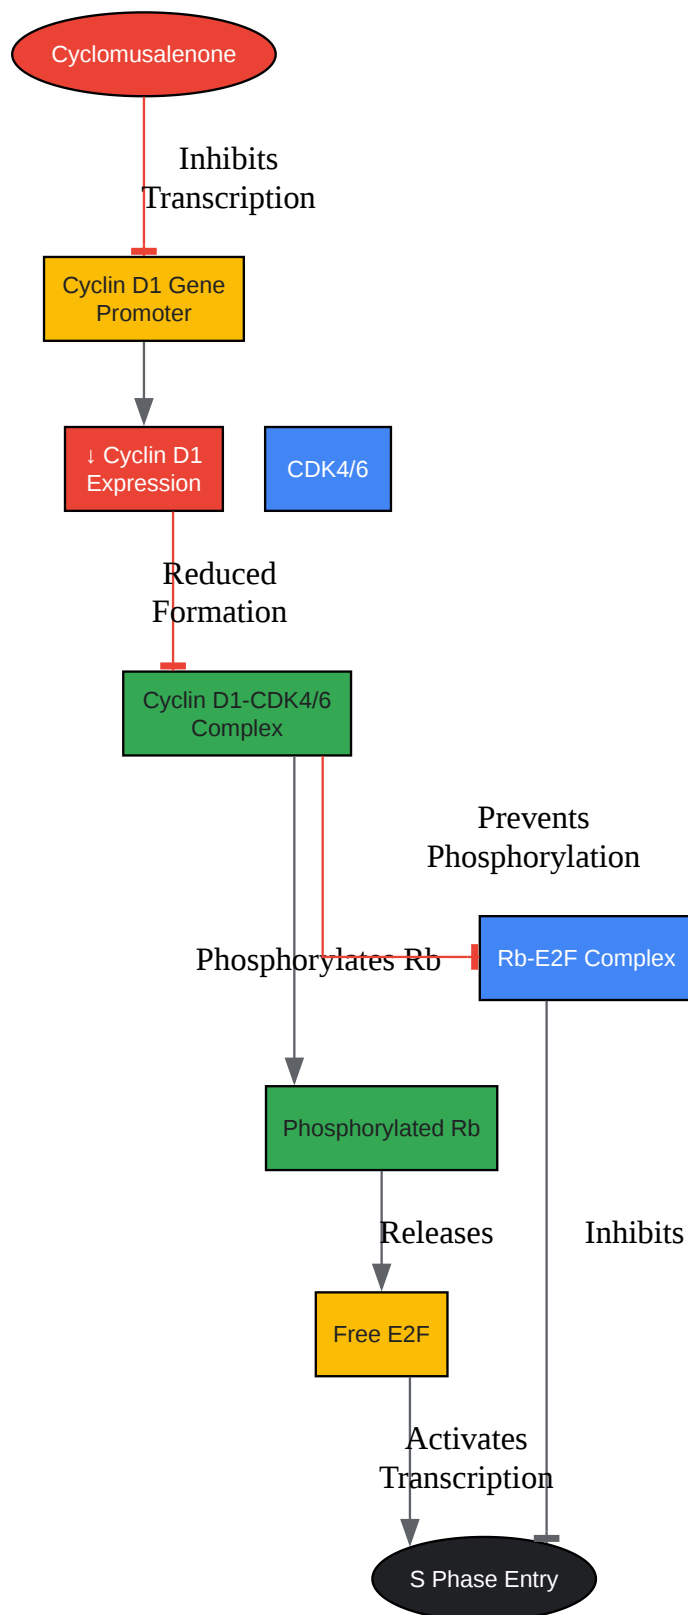 Cyclomusalenone
Inhibits
Transcription
Cyclin D1 Gene
Promoter
↓ Cyclin D1
Expression
CDK4/6
Reduced
Formation
Cyclin D1-CDK4/6
Complex
Prevents
Phosphorylation
Phosphorylates Rb
Rb-E2F Complex
Phosphorylated Rb
Releases
Inhibits
Free E2F
Activates
Transcription
S Phase Entry